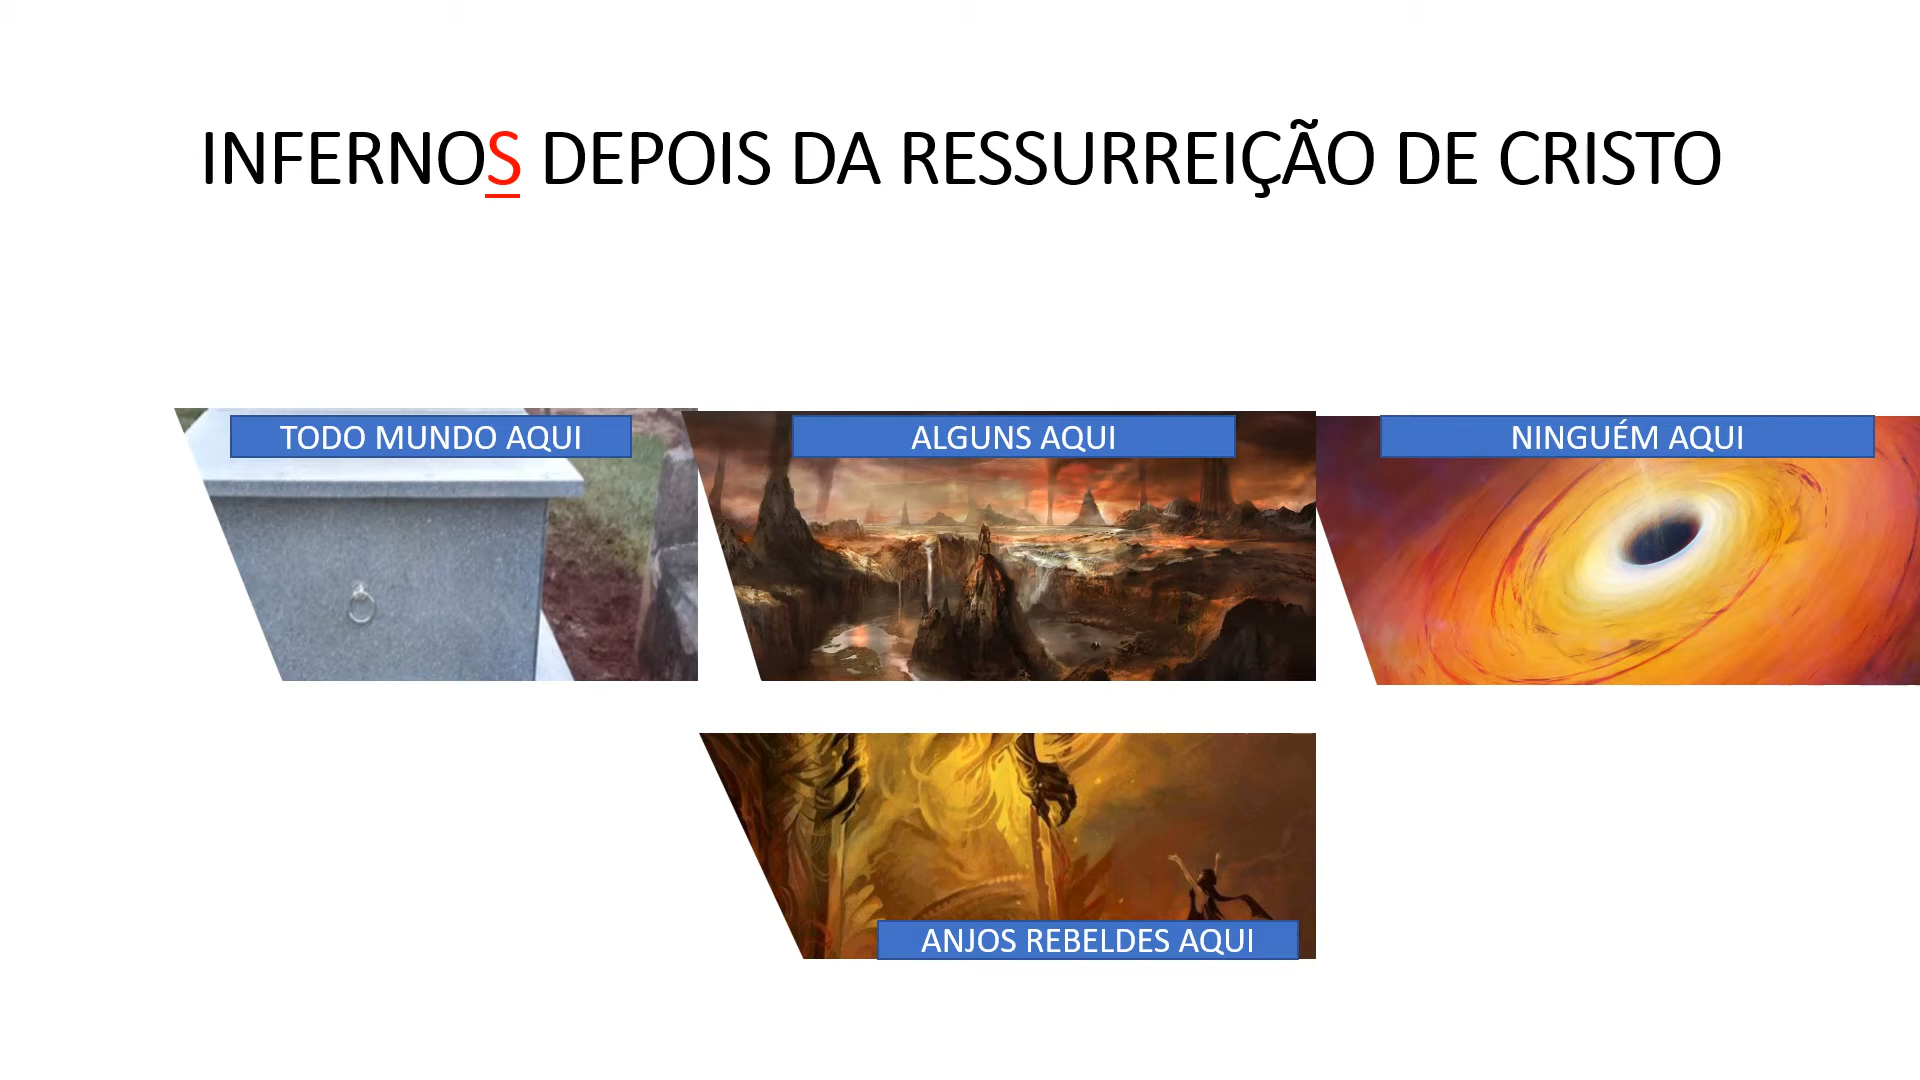 INFERNOS DEPOIS DA RESSURREIÇÃO DE CRISTO
TODO MUNDO AQUI
ALGUNS AQUI
NINGUÉM AQUI
ANJOS REBELDES AQUI